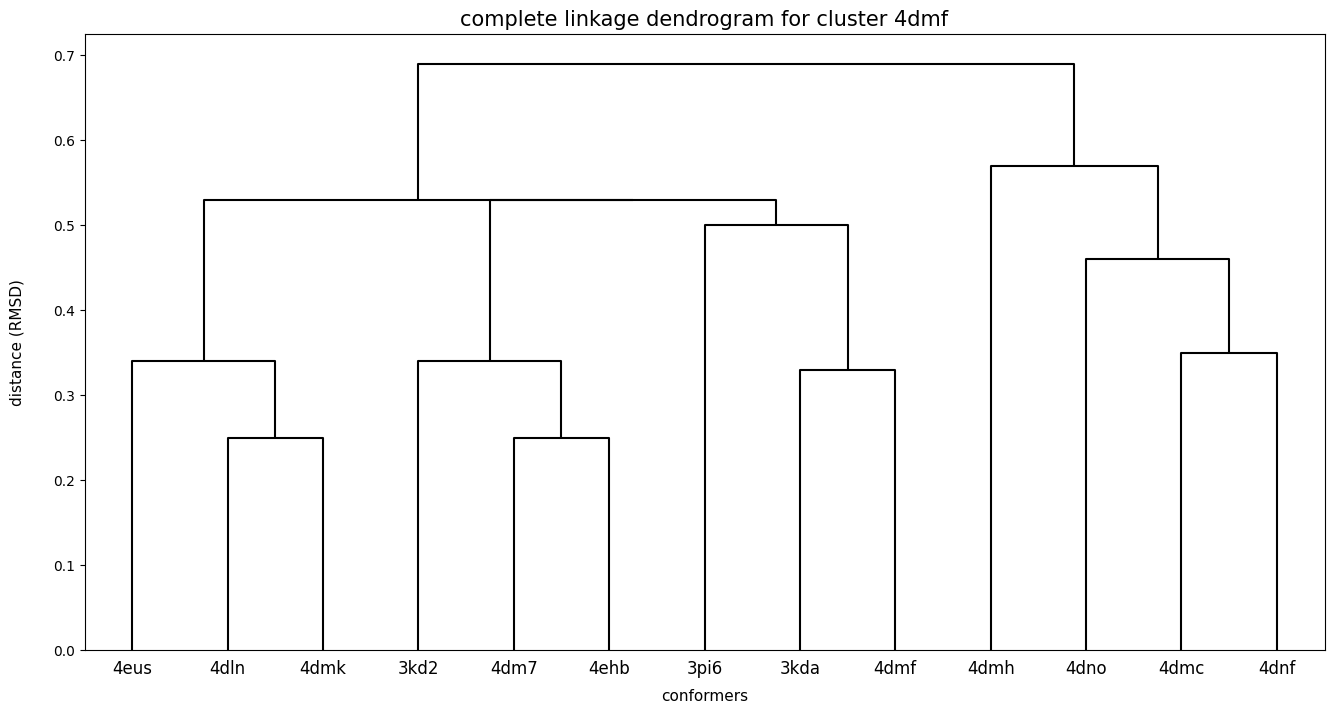 complete linkage dendrogram for cluster 4dmf
0.7
0.6
0.5
0.4
0.3
0.2
0.1
0.0
distance (RMSD)
4eus 4dln 4dmk 3kd2 4dm7 4ehb 3pi6 3kda 4dmf 4dmh 4dno 4dmc 4dnf
conformers